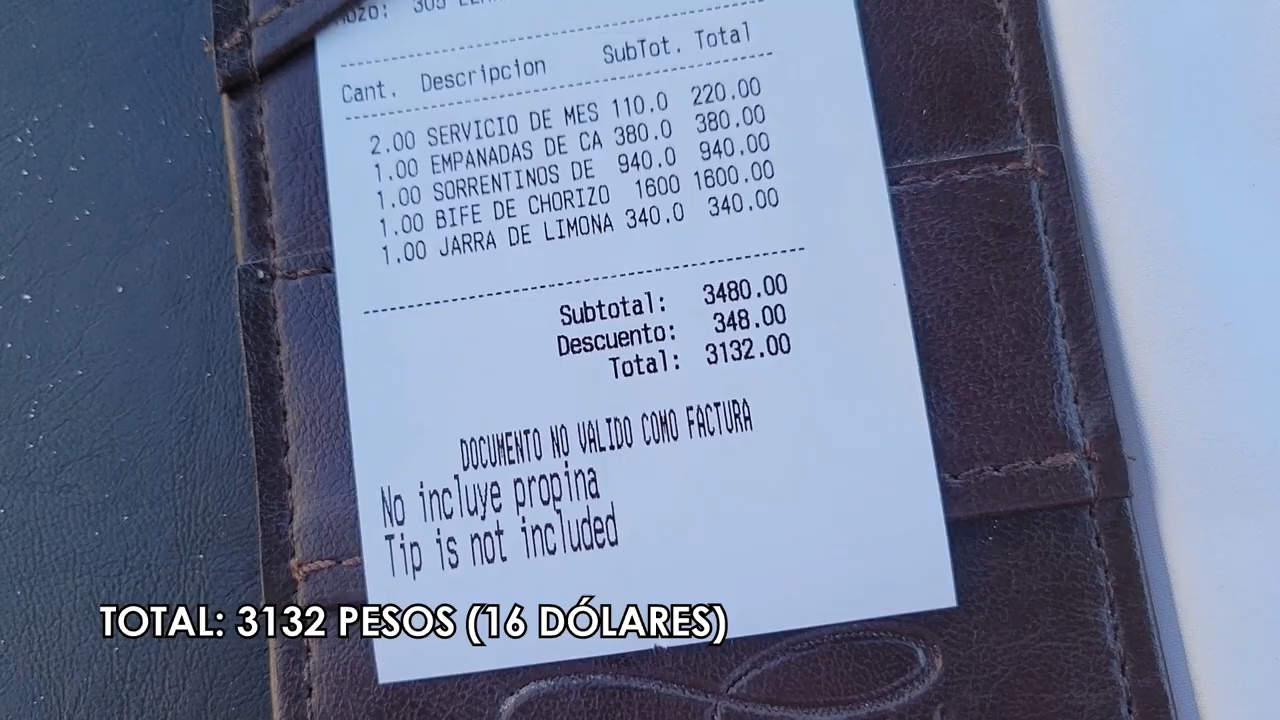 Mozo: 305
Cant. Descripcion SubTot. Total
2.00 SERVICIO DE MES 110.0 220.00
1.00 EMPANADAS DE CA 380.0 380.00
1.00 SORRENTINOS DE 940.0 940.00
1.00 BIFE DE CHORIZO 1600 1600.00
1.00 JARRA DE LIMONA 340.0 340.00
Subtotal: 3480.00
Descuento: 348.00
Total: 3132.00
DOCUMENTO NO VALIDO COMO FACTURA
No incluye propina
Tip is not included
TOTAL: 3132 PESOS (16 DÓLARES)